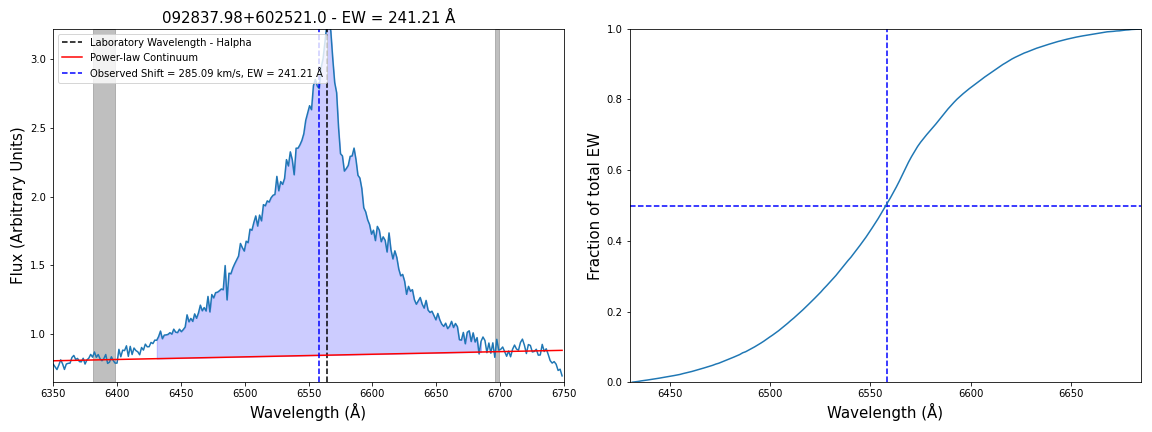 092837.98+602521.0 - EW = 241.21 Å
Laboratory Wavelength - Halpha
Power-law Continuum
Observed Shift = 285.09 km/s, EW = 241.21 Å
Flux (Arbitrary Units)
3.0
2.5
2.0
1.5
1.0
6350 6400 6450 6500 6550 6600 6650 6700 6750
Wavelength (Å)
Fraction of total EW
1.0
0.8
0.6
0.4
0.2
0.0
6450 6500 6550 6600 6650
Wavelength (Å)